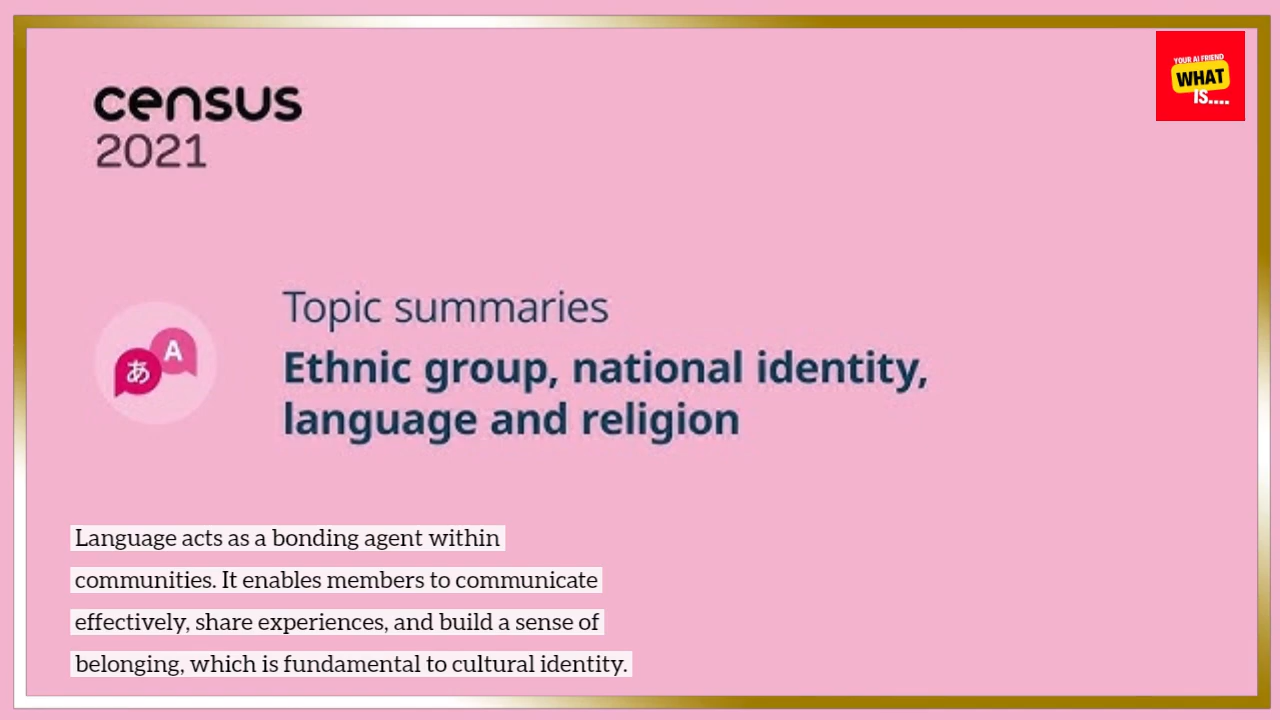 YOUR AI FRIEND
WHAT
IS....
census
2021
あ
A
Topic summaries
Ethnic group, national identity,
language and religion
Language acts as a bonding agent within
communities. It enables members to communicate
effectively, share experiences, and build a sense of
belonging, which is fundamental to cultural identity.